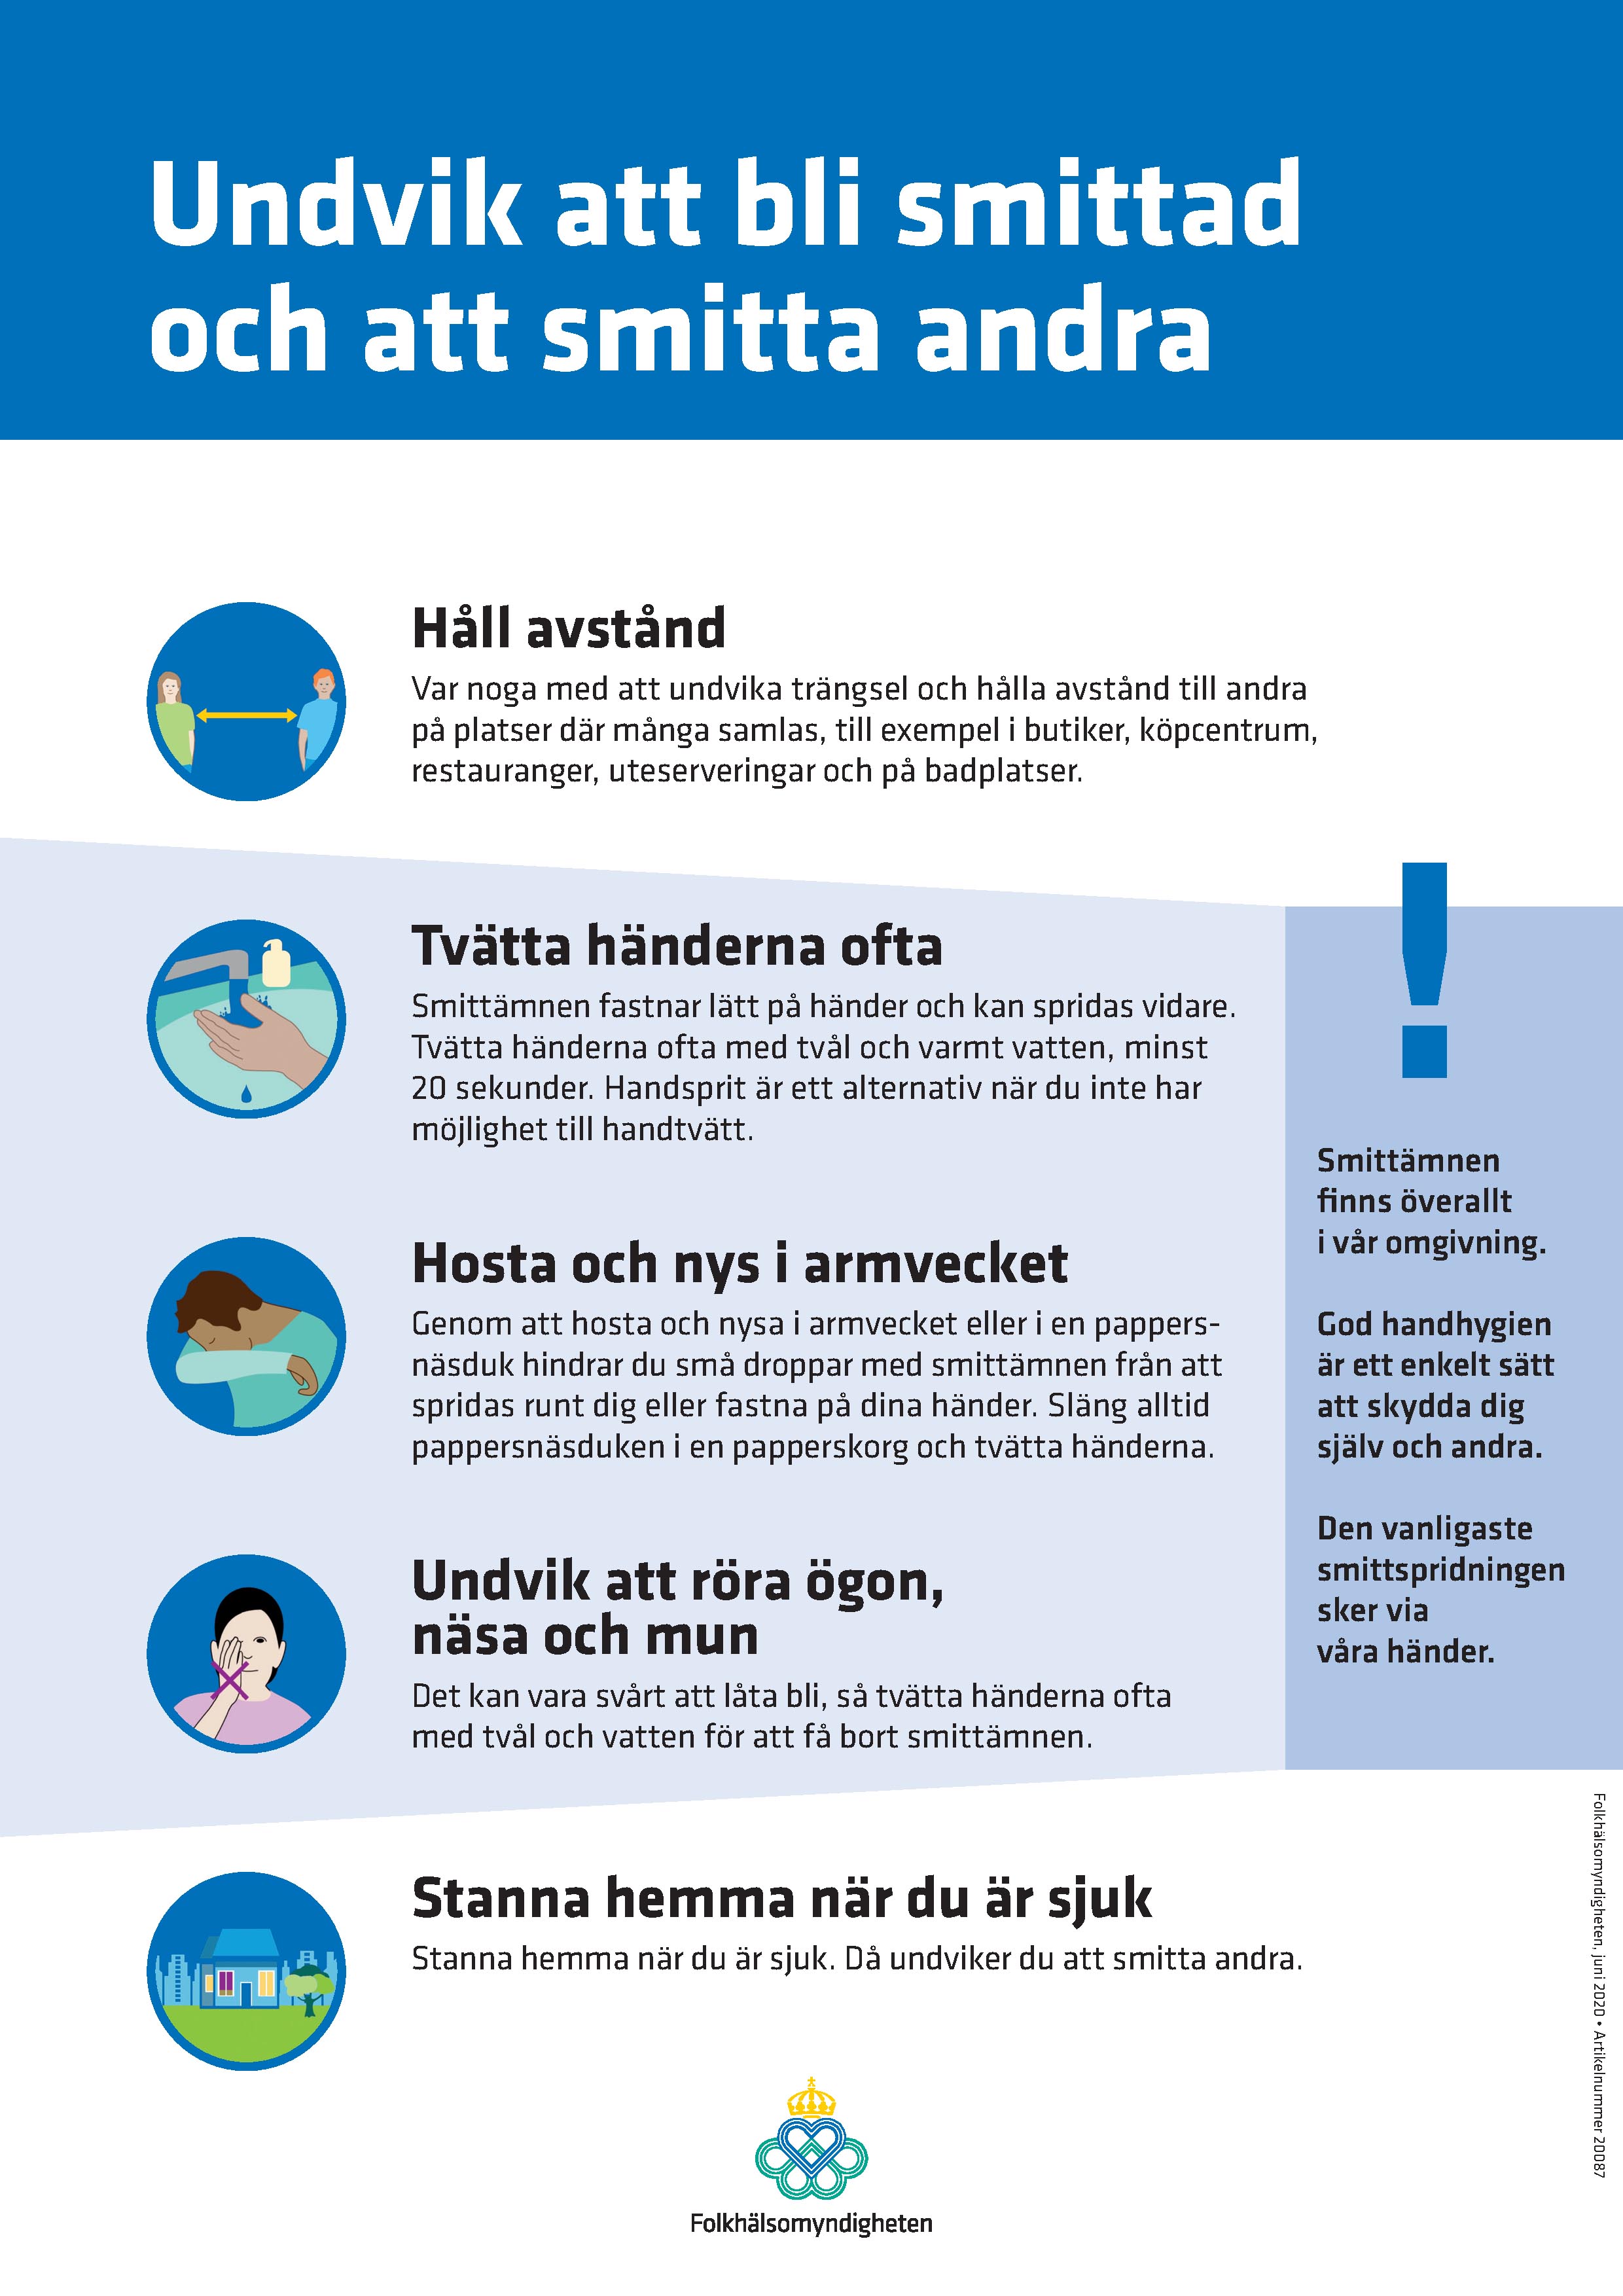 Undvik att bli smittad
och att smitta andra
Håll avstånd
Var noga med att undvika trängsel och hålla avstånd till andra
på platser där många samlas, till exempel i butiker, köpcentrum,
restauranger, uteserveringar och på badplatser.
Tvätta händerna ofta
Smittämnen fastnar lätt på händer och kan spridas vidare.
Tvätta händerna ofta med tvål och varmt vatten, minst
20 sekunder. Handsprit är ett alternativ när du inte har
möjlighet till handtvätt.
Hosta och nys i armvecket
Genom att hosta och nysa i armvecket eller i en pappers-
näsduk hindrar du små droppar med smittämnen från att
spridas runt dig eller fastna på dina händer. Släng alltid
pappersnäsduken i en papperskorg och tvätta händerna.
Undvik att röra ögon,
näsa och mun
Det kan vara svårt att låta bli, så tvätta händerna ofta
med tvål och vatten för att få bort smittämnen.
!
Smittämnen
finns överallt
i vår omgivning.
God handhygien
är ett enkelt sätt
att skydda dig
själv och andra.
Den vanligaste
smittspridningen
sker via
våra händer.
Stanna hemma när du är sjuk
Stanna hemma när du är sjuk. Då undviker du att smitta andra.
Folkhälsomyndigheten
Folkhälsomyndigheten, juni 2020 • Artikelnummer 20087